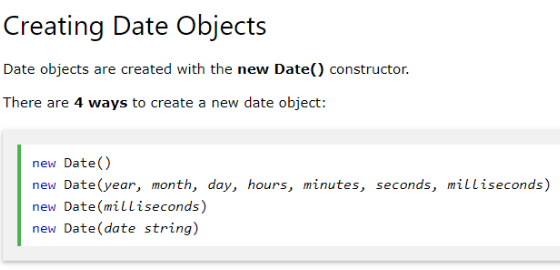 Creating Date Objects
Date objects are created with the new Date() constructor.
There are 4 ways to create a new date object:
new Date()
new Date(year, month, day, hours, minutes, seconds, milliseconds)
new Date(milliseconds)
new Date(date string)